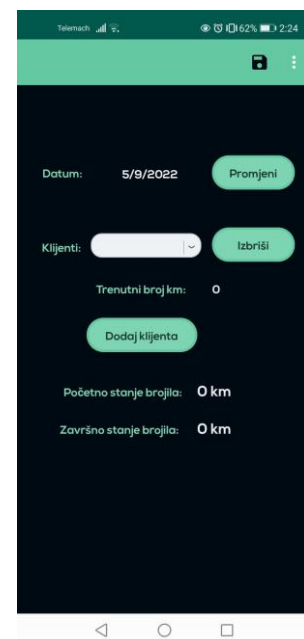 Telemach 62% 2:24
Datum: 5/9/2022 Promjeni
Klijenti: Izbriši
Trenutni broj km: 0
Dodaj klijenta
Početno stanje brojila: 0 km
Završno stanje brojila: 0 km